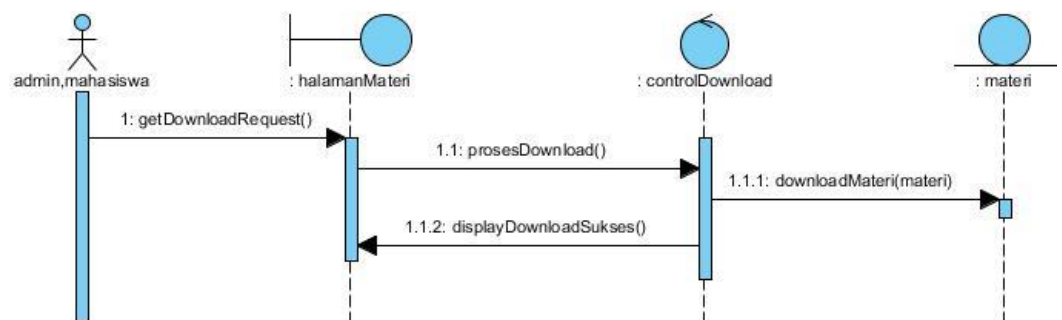 admin,mahasiswa
: halamanMateri
: controlDownload
: materi
1: getDownloadRequest()
1.1: prosesDownload()
1.1.1: downloadMateri(materi)
1.1.2: displayDownloadSukses()